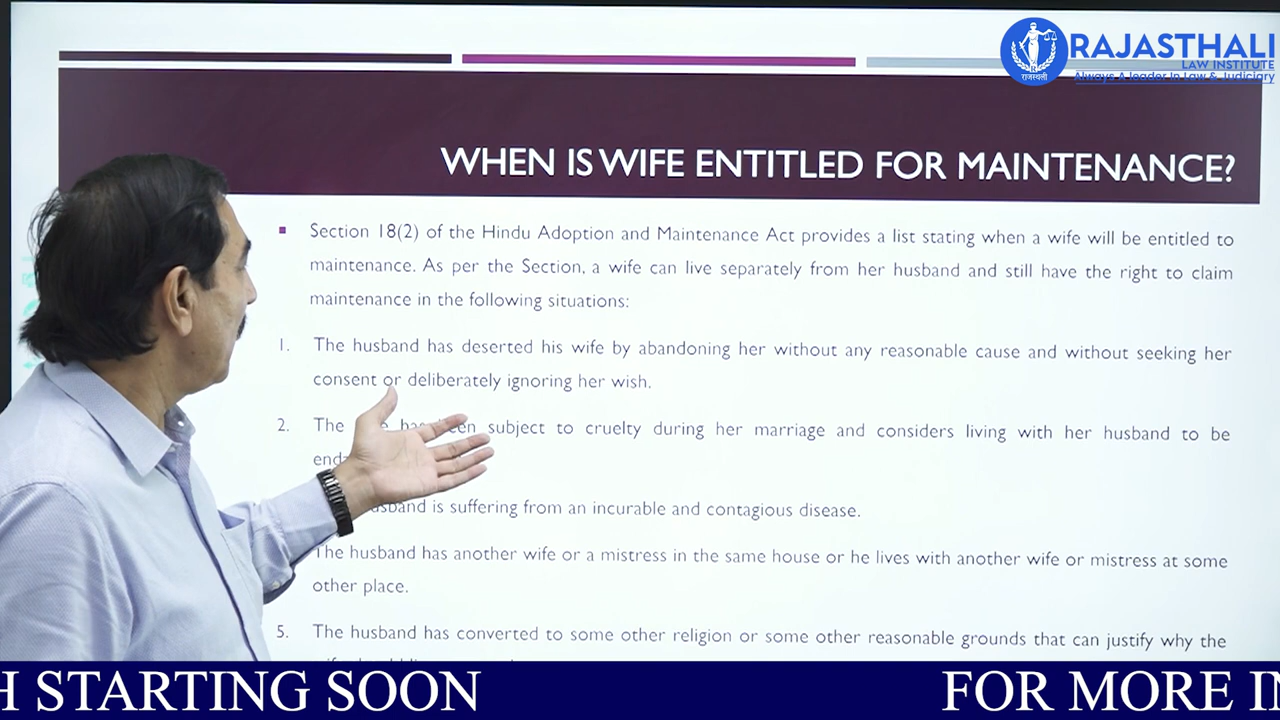 RAJASTHALI
LAW INSTITUTE
Always A leader In Law & Judiciary
राजस्थली
WHEN IS WIFE ENTITLED FOR MAINTENANCE?
Section 18(2) of the Hindu Adoption and Maintenance Act provides a list stating when a wife will be entitled to
maintenance. As per the Section, a wife can live separately from her husband and still have the right to claim
maintenance in the following situations:
1. The husband has deserted his wife by abandoning her without any reasonable cause and without seeking her
consent or deliberately ignoring her wish.
2. The has been subject to cruelty during her marriage and considers living with her husband to be
husband is suffering from an incurable and contagious disease.
The husband has another wife or a mistress in the same house or he lives with another wife or mistress at some
other place.
5. The husband has converted to some other religion or some other reasonable grounds that can justify why the
H STARTING SOON
FOR MORE IN